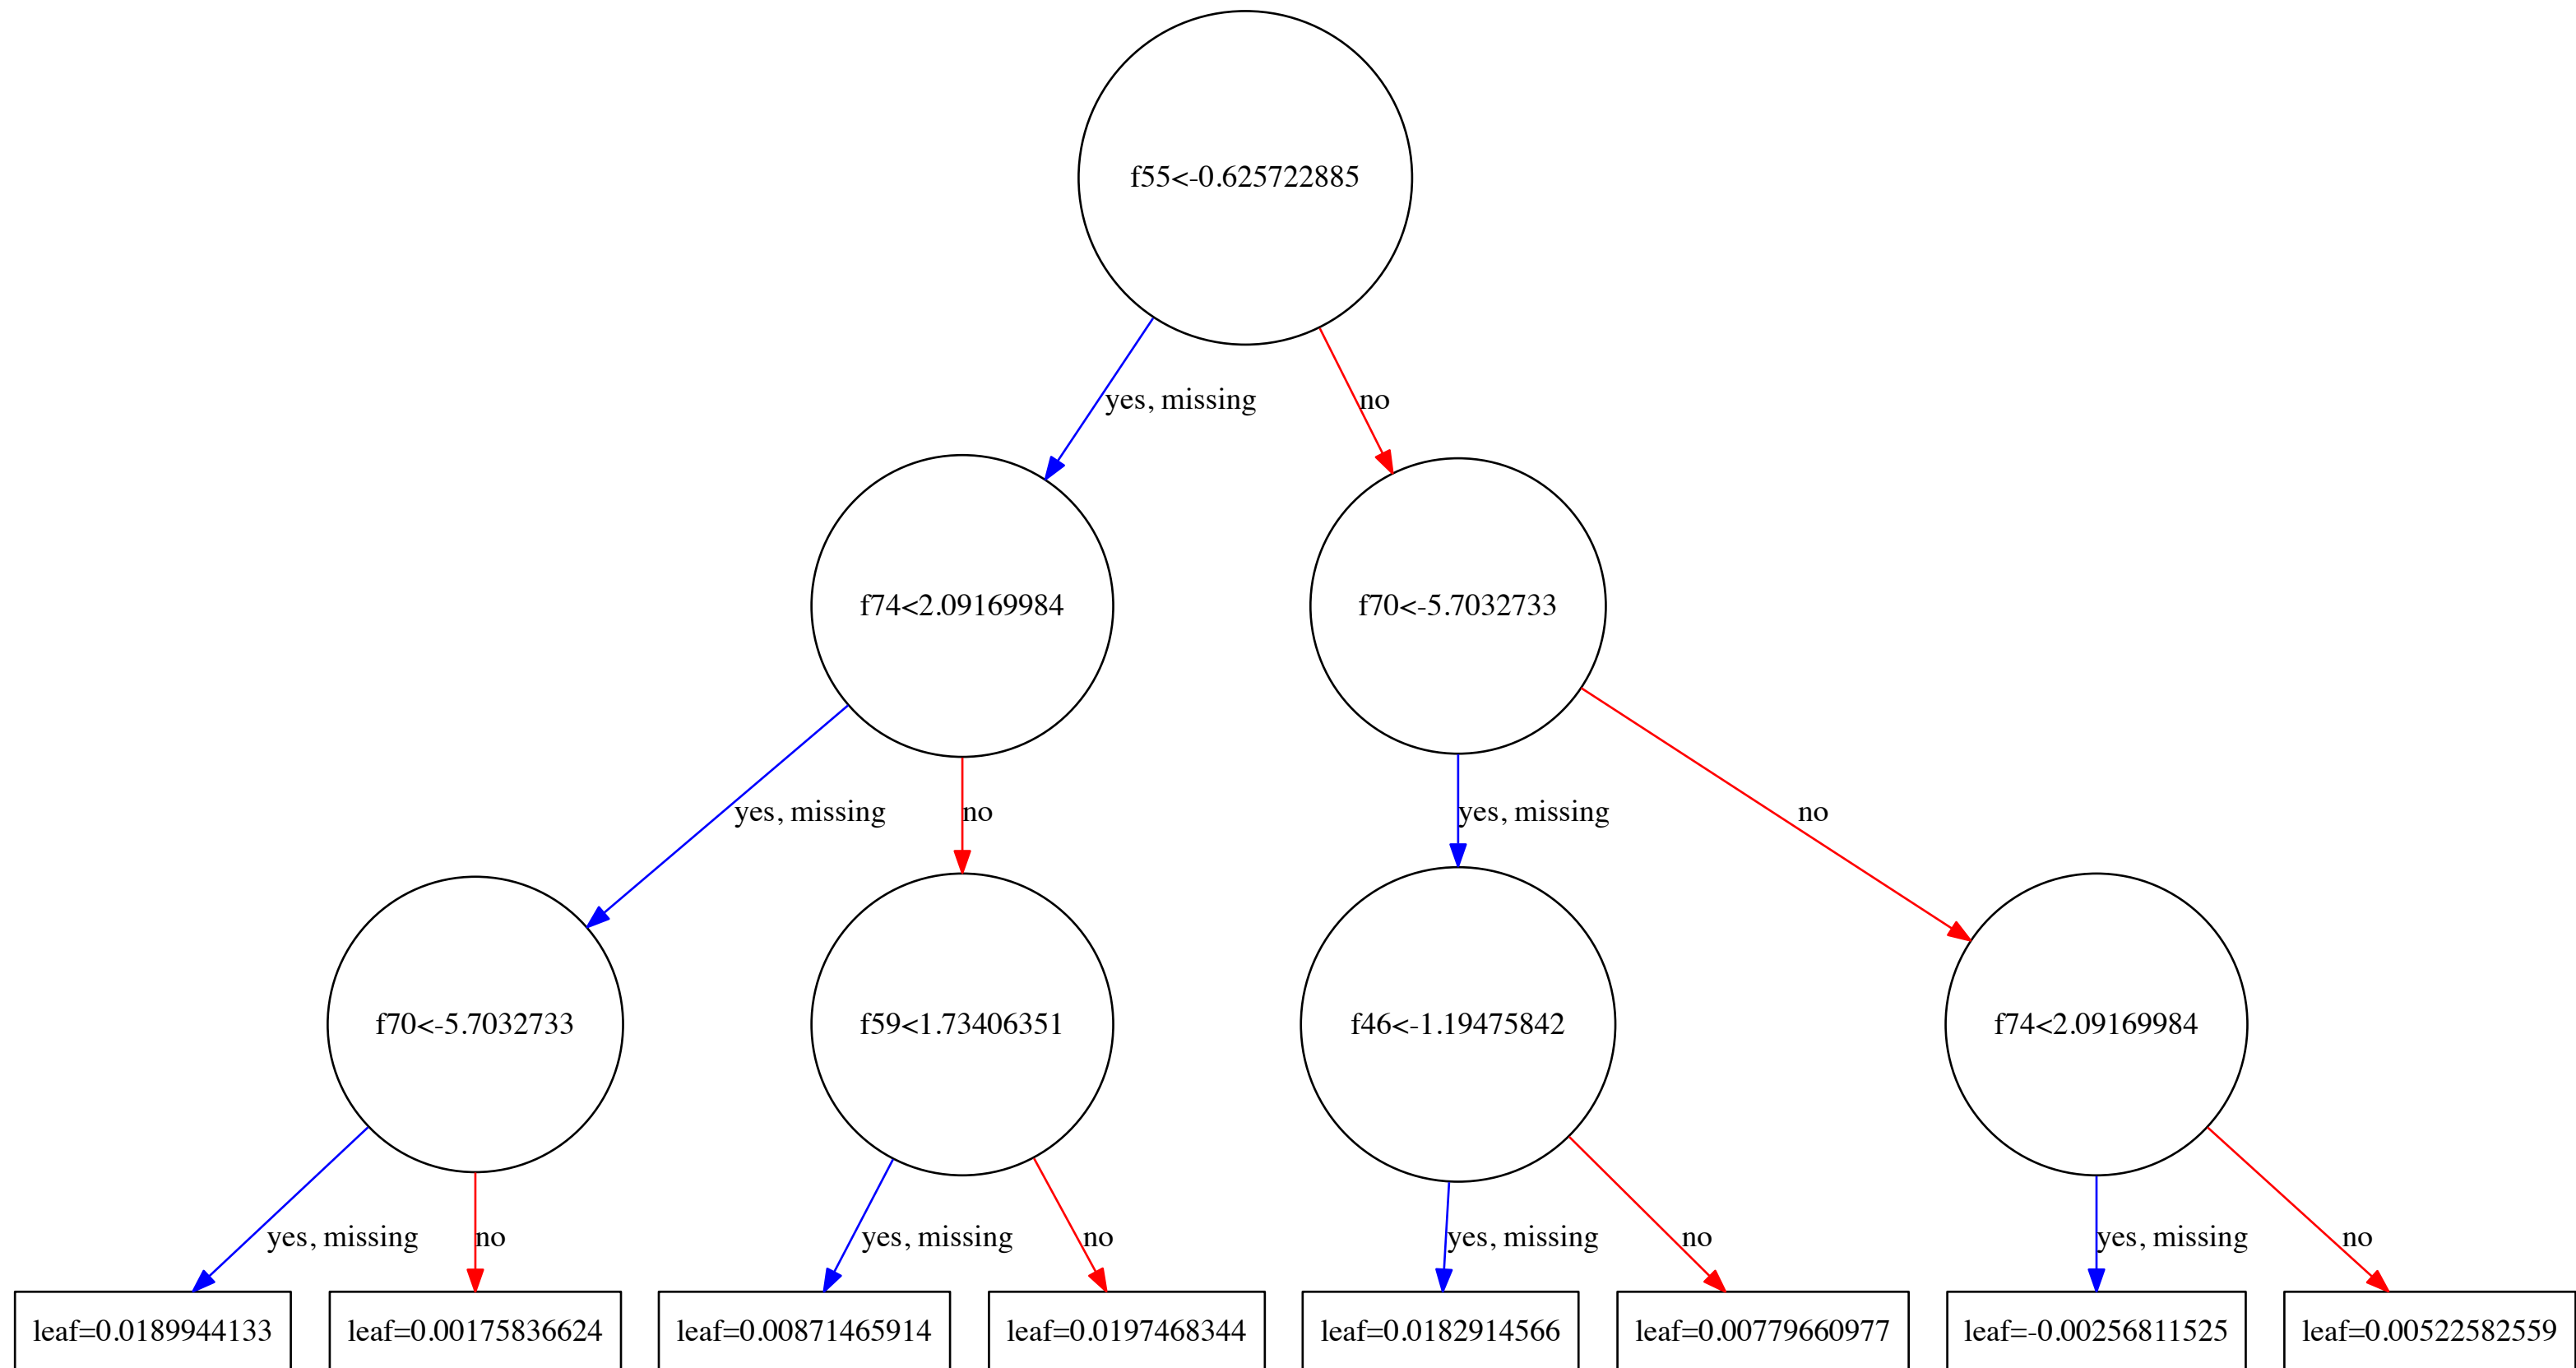 f55<-0.625722885
yes, missing
no
f74<2.09169984
f70<-5.7032733
yes, missing
no
yes, missing
no
f70<-5.7032733
f59<1.73406351
f46<-1.19475842
f74<2.09169984
yes, missing
no
yes, missing
no
yes, missing
no
yes, missing
no
leaf=0.0189944133
leaf=0.00175836624
leaf=0.00871465914
leaf=0.0197468344
leaf=0.0182914566
leaf=0.00779660977
leaf=-0.00256811525
leaf=0.00522582559